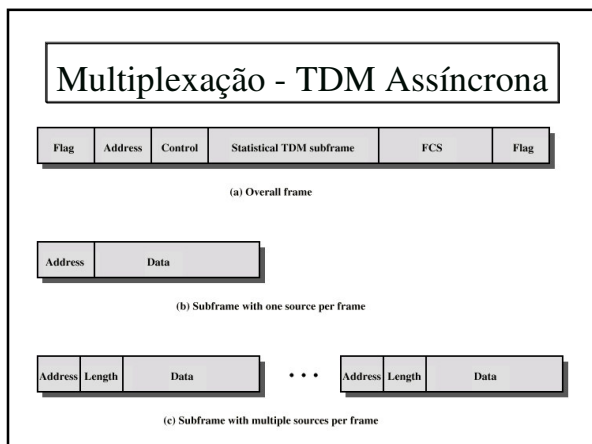 Multiplexação - TDM Assíncrona
Flag Address Control Statistical TDM subframe FCS Flag
(a) Overall frame
Address Data
(b) Subframe with one source per frame
Address Length Data • • • Address Length Data
(c) Subframe with multiple sources per frame